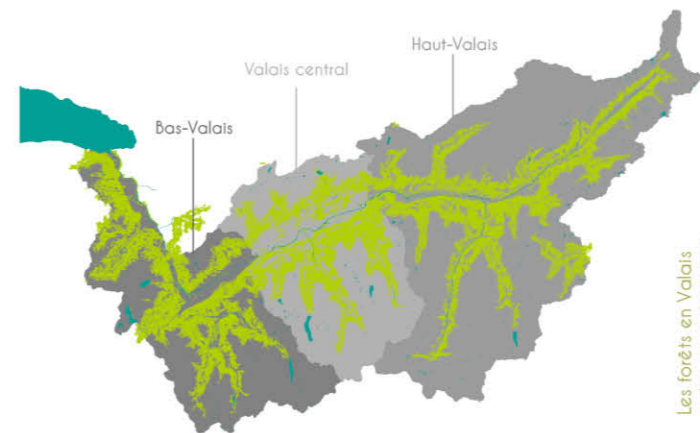 Haut-Valais
Valais central
Bas-Valais
Les forêts en Valais